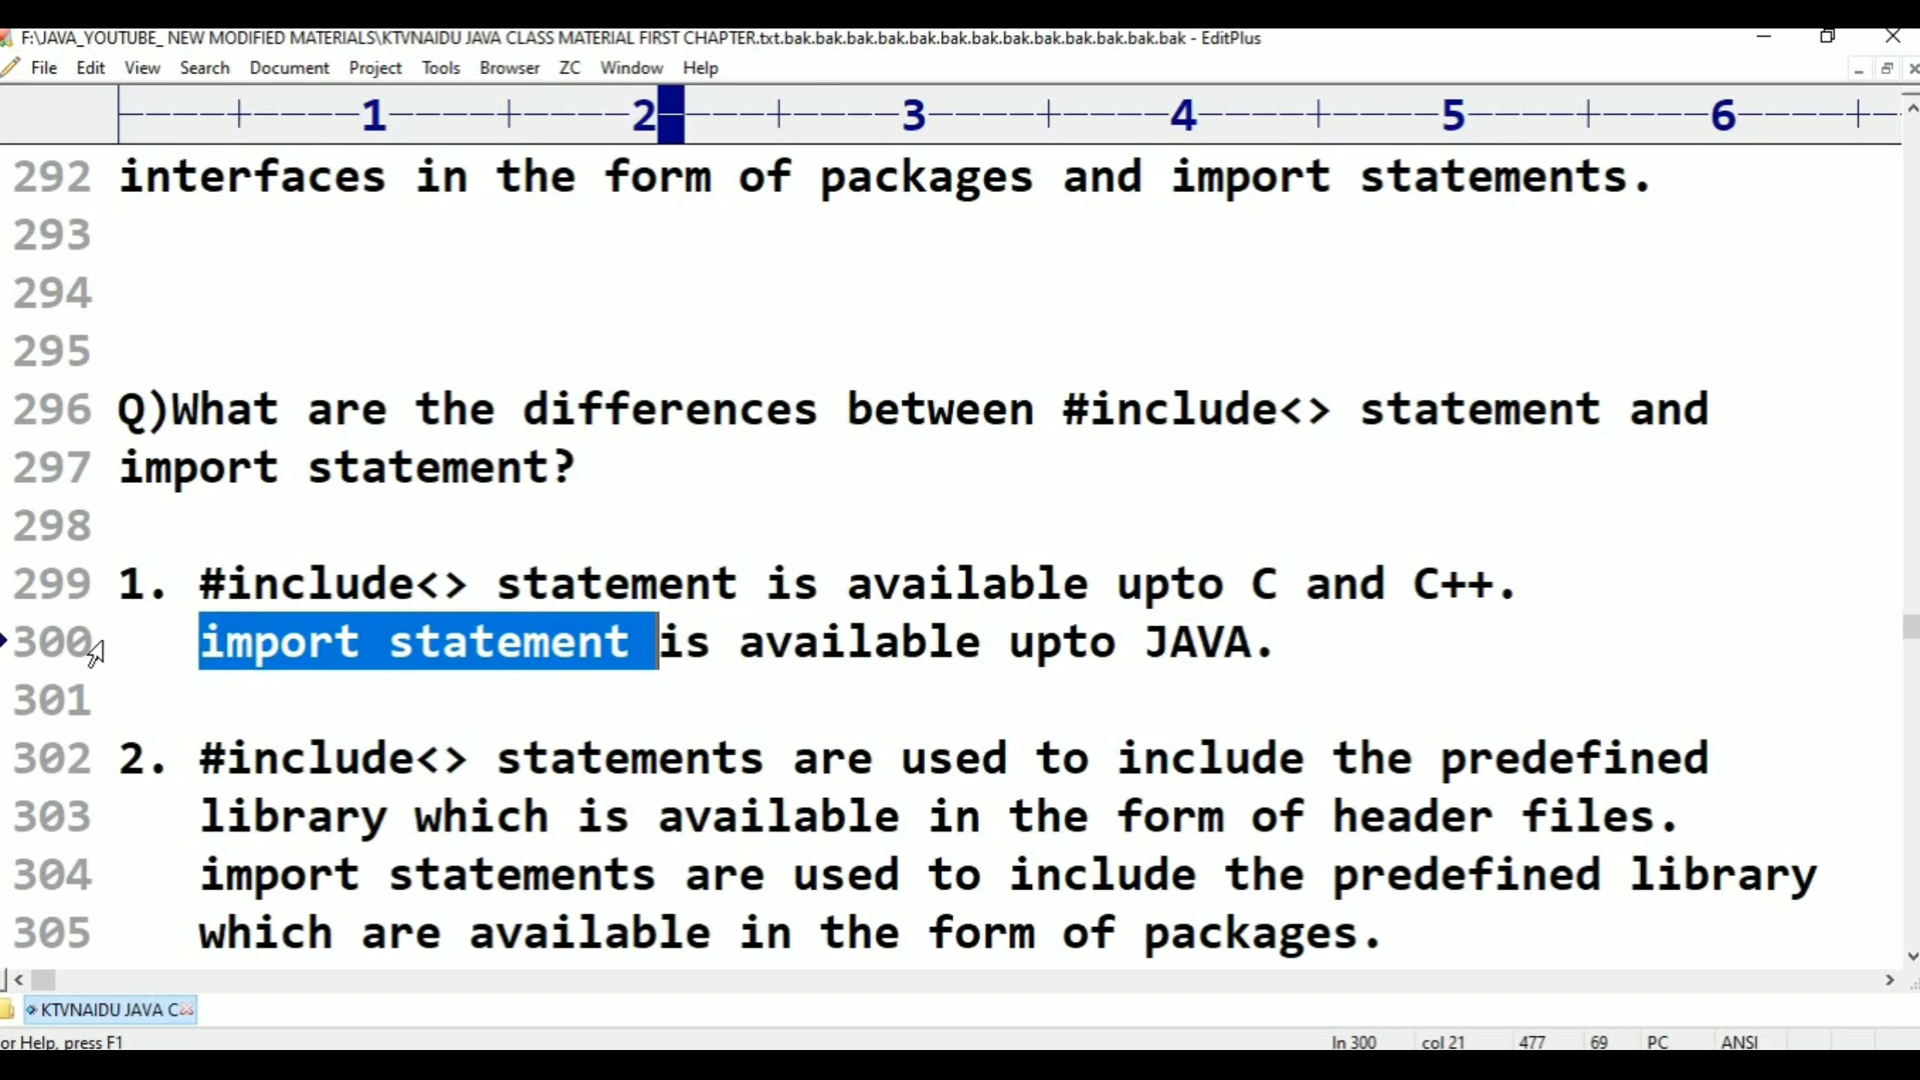 F:\JAVA_YOUTUBE_ NEW MODIFIED MATERIALS\KTVNAIDU JAVA CLASS MATERIAL FIRST CHAPTER.txt.bak.bak.bak.bak.bak.bak.bak.bak.bak.bak.bak.bak.bak - EditPlus
File Edit View Search Document Project Tools Browser ZC Window Help
1 2 3 4 5 6
292 interfaces in the form of packages and import statements.
293
294
295
296 Q)What are the differences between #include<> statement and
297 import statement?
298
299 1. #include<> statement is available upto C and C++.
300 import statement is available upto JAVA.
301
302 2. #include<> statements are used to include the predefined
303 library which is available in the form of header files.
304 import statements are used to include the predefined library
305 which are available in the form of packages.
KTVNAIDU JAVA C
or Help, press F1 ln 300 col 21 477 69 PC ANSI